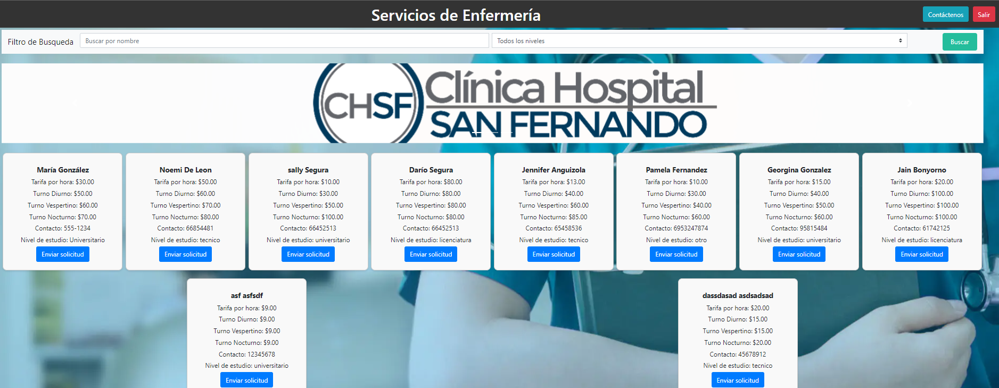 Servicios de Enfermería
Contáctenos
Salir
Filtro de Busqueda
Buscar por nombre
Todos los niveles
Buscar
CHSF
Clínica Hospital
SAN FERNANDO
María González
Tarifa por hora: $30.00
Turno Diurno: $50.00
Turno Vespertino: $60.00
Turno Nocturno: $70.00
Contacto: 555-1234
Nivel de estudio: Universitario
Enviar solicitud
Noemi De Leon
Tarifa por hora: $50.00
Turno Diurno: $60.00
Turno Vespertino: $70.00
Turno Nocturno: $80.00
Contacto: 66854481
Nivel de estudio: tecnico
Enviar solicitud
sally Segura
Tarifa por hora: $10.00
Turno Diurno: $30.00
Turno Vespertino: $50.00
Turno Nocturno: $100.00
Contacto: 66452513
Nivel de estudio: universitario
Enviar solicitud
Darío Segura
Tarifa por hora: $80.00
Turno Diurno: $80.00
Turno Vespertino: $80.00
Turno Nocturno: $80.00
Contacto: 66452513
Nivel de estudio: licenciatura
Enviar solicitud
Jennifer Anguizola
Tarifa por hora: $13.00
Turno Diurno: $40.00
Turno Vespertino: $60.00
Turno Nocturno: $85.00
Contacto: 65458536
Nivel de estudio: tecnico
Enviar solicitud
Pamela Fernandez
Tarifa por hora: $10.00
Turno Diurno: $30.00
Turno Vespertino: $40.00
Turno Nocturno: $60.00
Contacto: 6953247874
Nivel de estudio: otro
Enviar solicitud
Georgina Gonzalez
Tarifa por hora: $15.00
Turno Diurno: $40.00
Turno Vespertino: $50.00
Turno Nocturno: $60.00
Contacto: 95815484
Nivel de estudio: universitario
Enviar solicitud
Jain Bonyorno
Tarifa por hora: $20.00
Turno Diurno: $100.00
Turno Vespertino: $100.00
Turno Nocturno: $100.00
Contacto: 61742125
Nivel de estudio: licenciatura
Enviar solicitud
asf asfsdf
Tarifa por hora: $9.00
Turno Diurno: $9.00
Turno Vespertino: $9.00
Turno Nocturno: $9.00
Contacto: 12345678
Nivel de estudio: universitario
Enviar solicitud
dassdasad asdsadsad
Tarifa por hora: $20.00
Turno Diurno: $15.00
Turno Vespertino: $15.00
Turno Nocturno: $20.00
Contacto: 45678912
Nivel de estudio: tecnico
Enviar solicitud